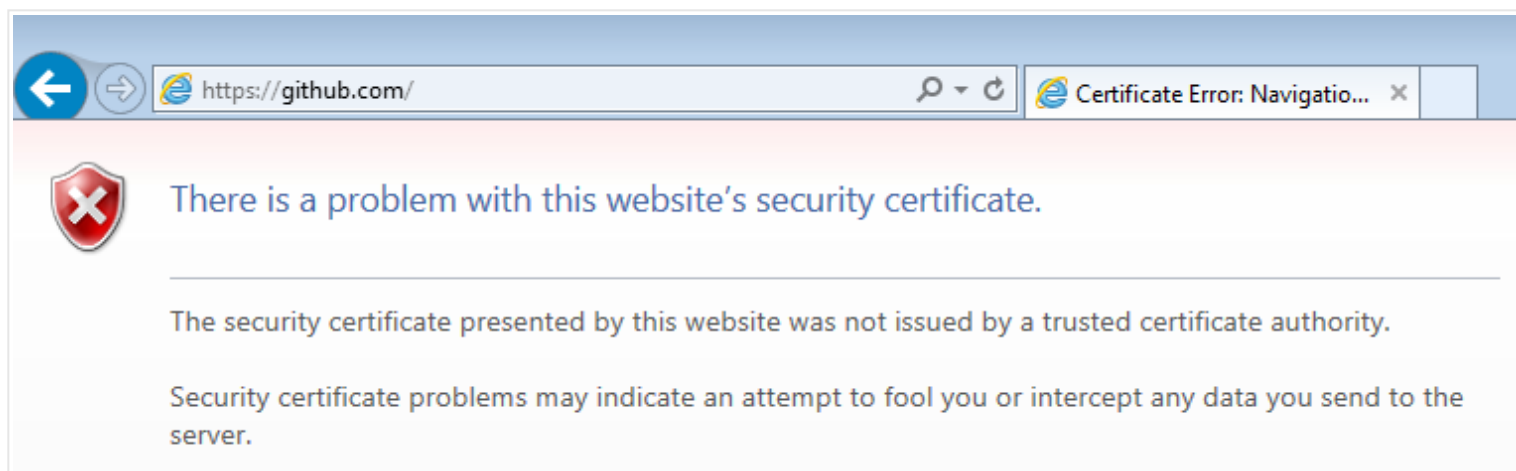 https://github.com/
Certificate Error: Navigatio...
There is a problem with this website’s security certificate.
The security certificate presented by this website was not issued by a trusted certificate authority.
Security certificate problems may indicate an attempt to fool you or intercept any data you send to the
server.